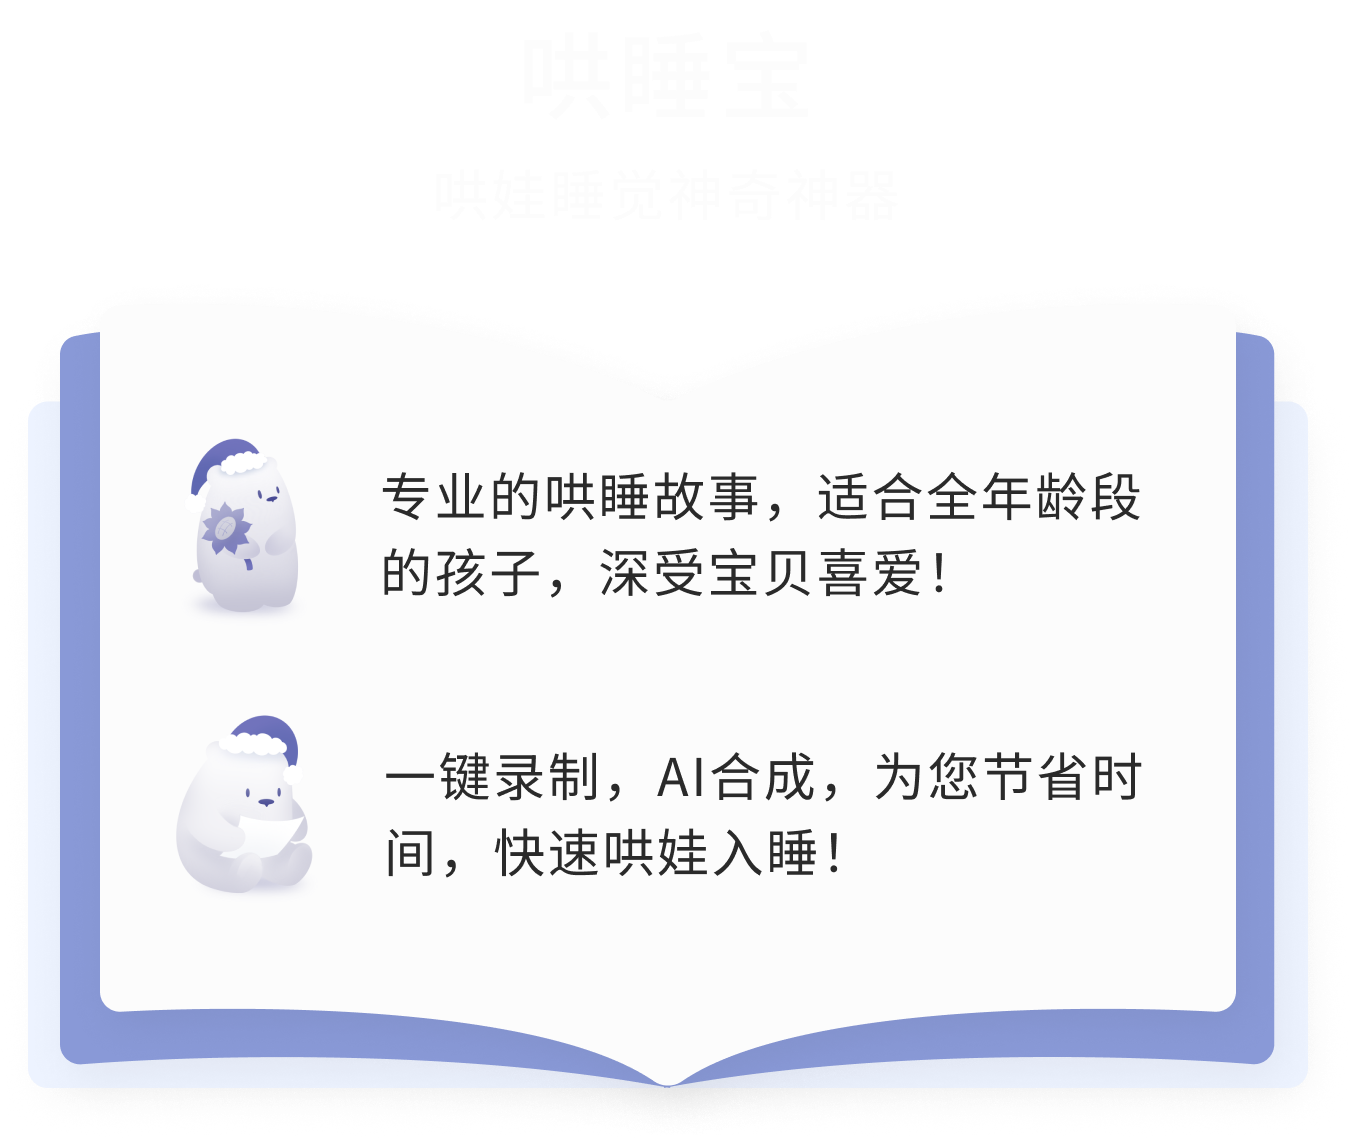 哄睡宝
哄娃睡觉神奇神器
专业的哄睡故事，适合全年龄段
的孩子，深受宝贝喜爱！
一键录制，AI合成，为您节省时
间，快速哄娃入睡！